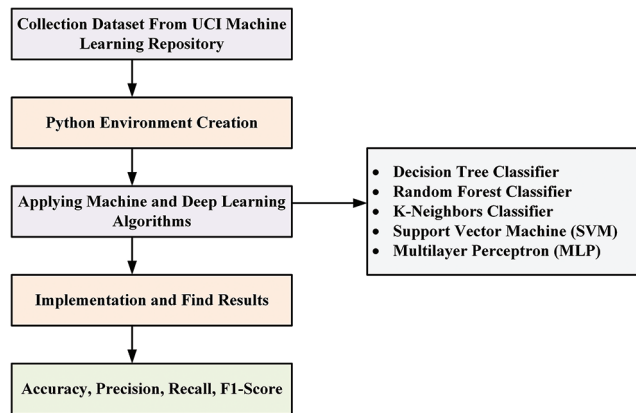 Collection Dataset From UCI Machine
Learning Repository
Python Environment Creation
Applying Machine and Deep Learning
Algorithms
• Decision Tree Classifier
• Random Forest Classifier
• K-Neighbors Classifier
• Support Vector Machine (SVM)
• Multilayer Perceptron (MLP)
Implementation and Find Results
Accuracy, Precision, Recall, F1-Score